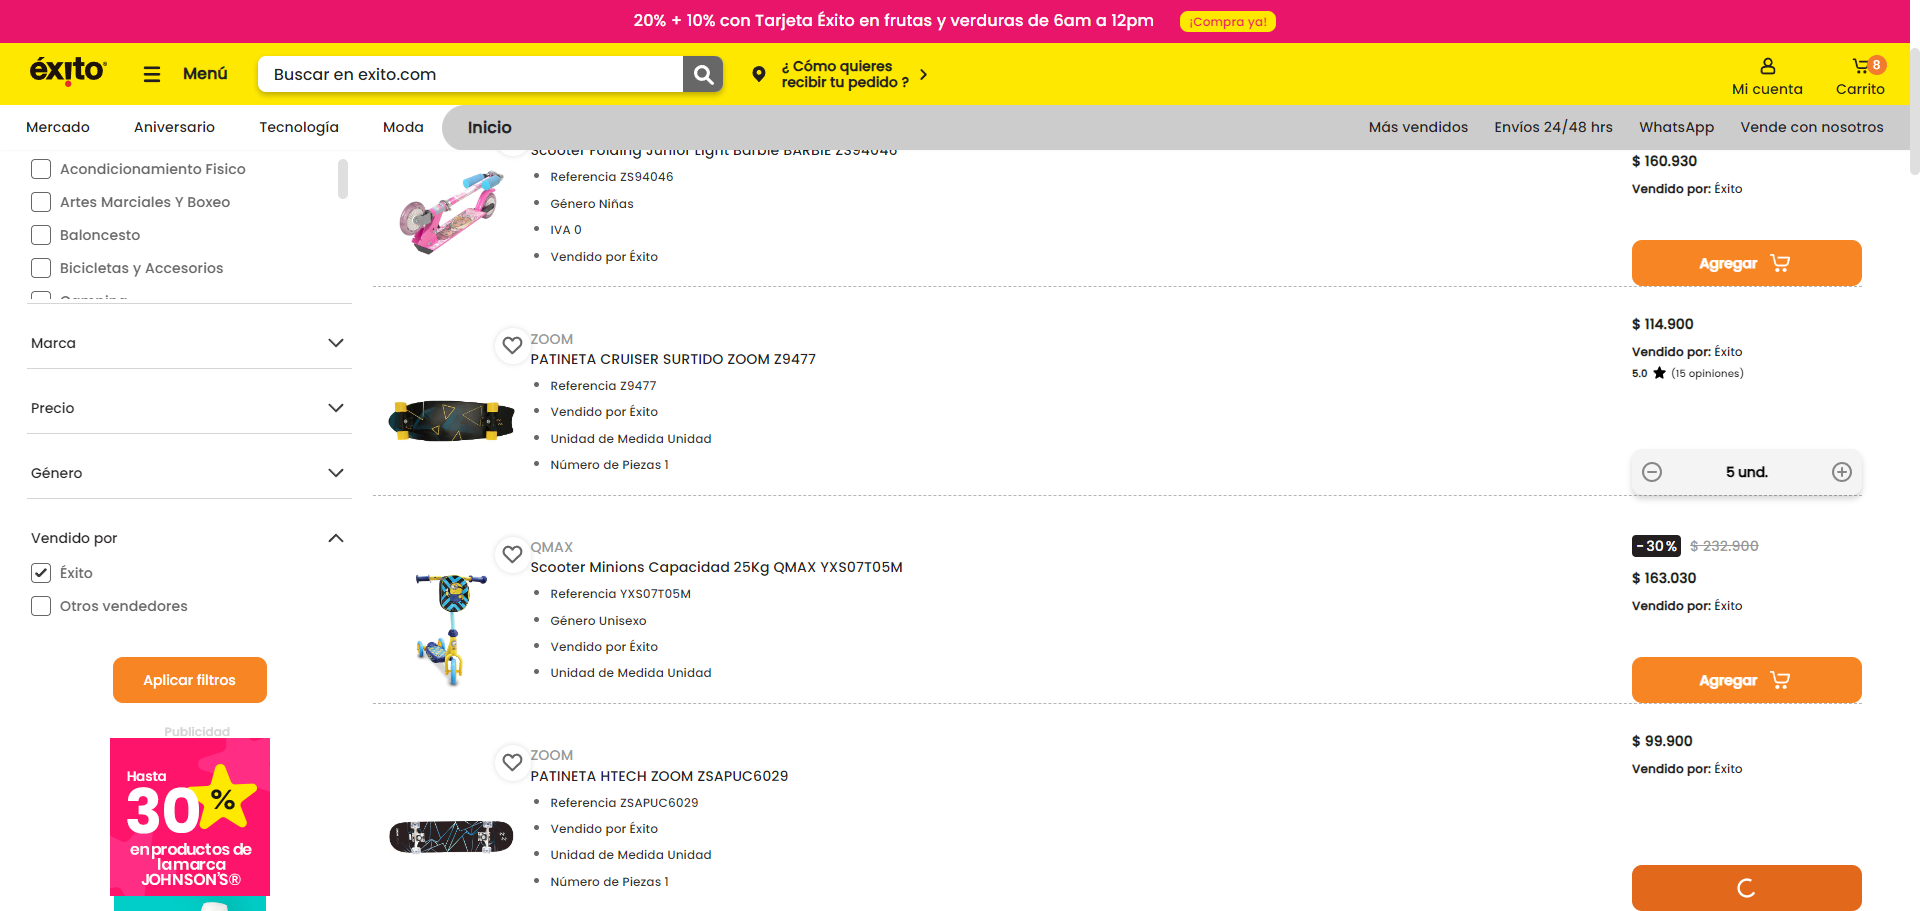 20% + 10% con Tarjeta Éxito en frutas y verduras de 6am a 12pm
¡Compra ya!
éxito
Menú
Buscar en exito.com
¿ Cómo quieres
recibir tu pedido ?
Mi cuenta
8
Carrito
Mercado
Aniversario
Tecnología
Moda
Inicio
Más vendidos
Envíos 24/48 hrs
WhatsApp
Vende con nosotros
Acondicionamiento Fisico
Artes Marciales Y Boxeo
Baloncesto
Bicicletas y Accesorios
Camping
Marca
Precio
Género
Vendido por
Éxito
Otros vendedores
Aplicar filtros
Publicidad
Hasta
30 %
en productos de
la marca
JOHNSON'S®
Scooter Folding Junior Light Barbie BARBIE ZS94046
Referencia ZS94046
Género Niñas
IVA 0
Vendido por Éxito
$ 160.930
Vendido por: Éxito
Agregar
ZOOM
PATINETA CRUISER SURTIDO ZOOM Z9477
Referencia Z9477
Vendido por Éxito
Unidad de Medida Unidad
Número de Piezas 1
$ 114.900
Vendido por: Éxito
5.0 (15 opiniones)
5 und.
QMAX
Scooter Minions Capacidad 25Kg QMAX YXS07T05M
Referencia YXS07T05M
Género Unisexo
Vendido por Éxito
Unidad de Medida Unidad
-30% $ 232.900
$ 163.030
Vendido por: Éxito
Agregar
ZOOM
PATINETA HTECH ZOOM ZSAPUC6029
Referencia ZSAPUC6029
Vendido por Éxito
Unidad de Medida Unidad
Número de Piezas 1
$ 99.900
Vendido por: Éxito